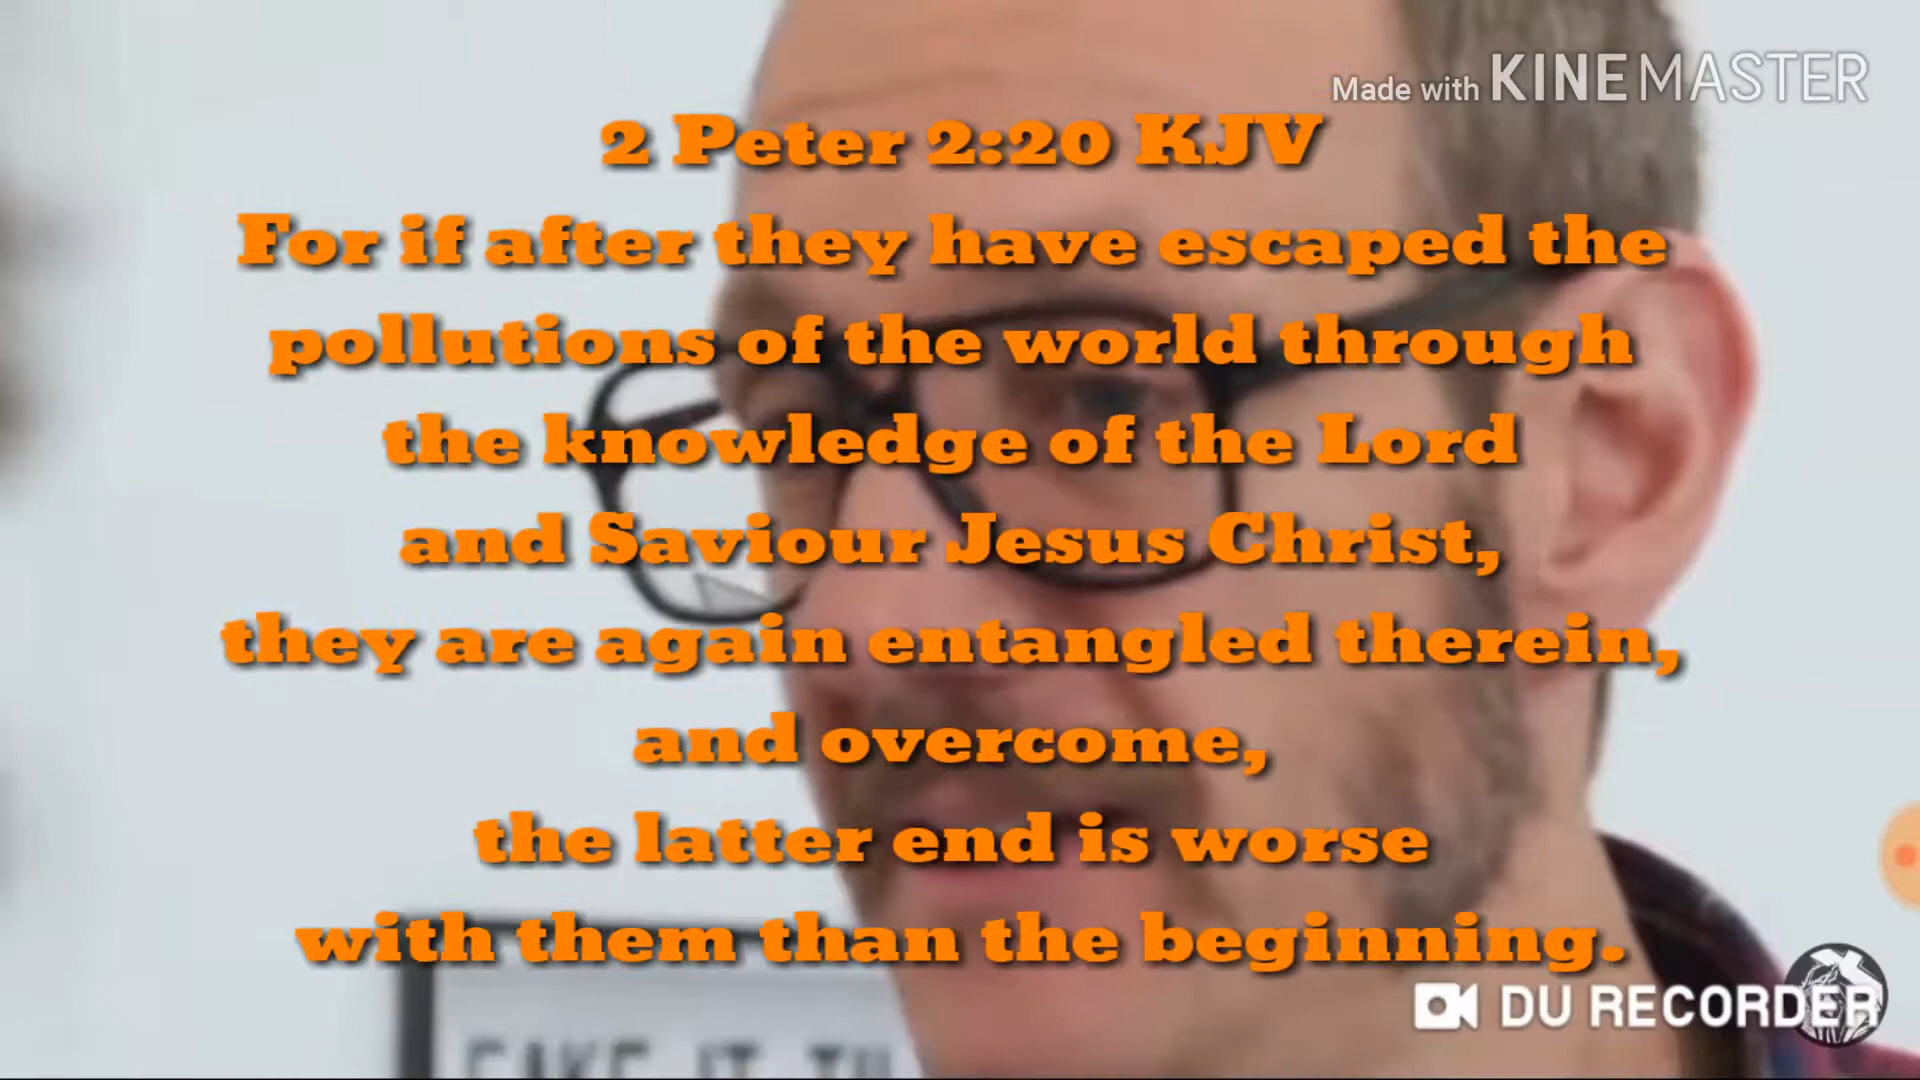 Made with KINEMASTER
2 Peter 2:20 KJV
For if after they have escaped the
pollutions of the world through
the knowledge of the Lord
and Saviour Jesus Christ,
they are again entangled therein,
and overcome,
the latter end is worse
with them than the beginning.
DU RECORDER
FAKE IT